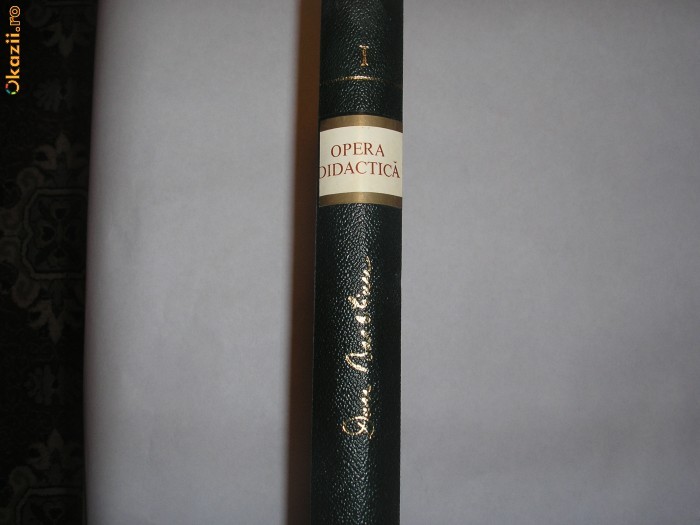 Okazii.ro
I
OPERA
DIDACTICĂ